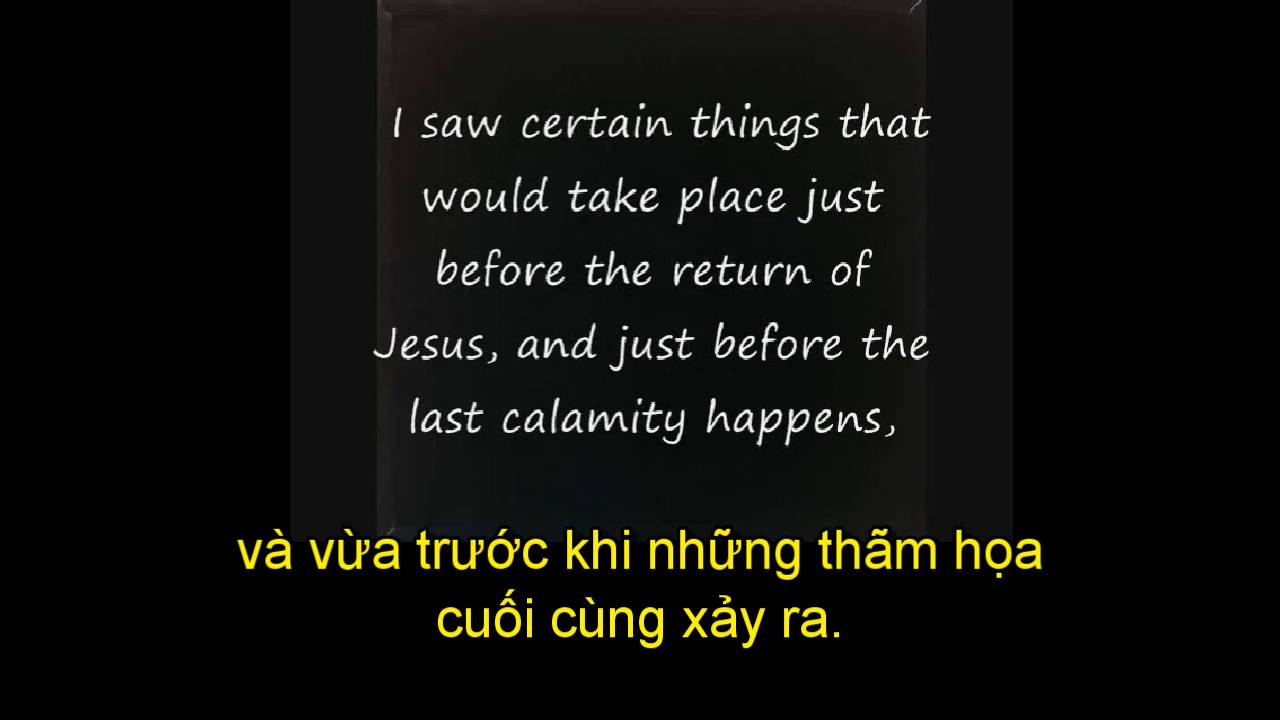 I saw certain things that
would take place just
before the return of
Jesus, and just before the
last calamity happens,
và vừa trước khi những thãm họa
cuối cùng xảy ra.